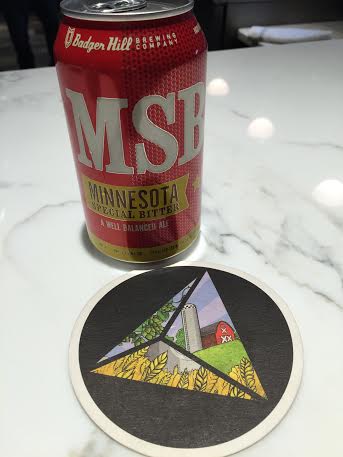 Badger Hill BREWING COMPANY
MSB
MINNESOTA
SPECIAL BITTER
A WELL BALANCED ALE